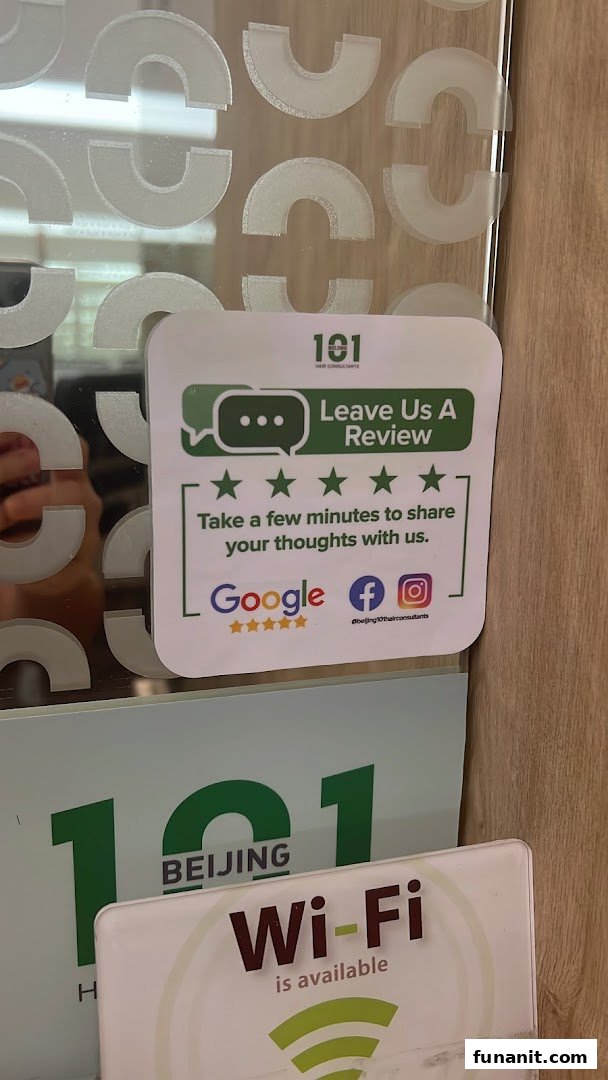 101
BEIJING
HAIR CONSULTANTS
Leave Us A
Review
Take a few minutes to share
your thoughts with us.
Google
@beijing101hairconsultants
101
BEIJING
H
Wi-Fi
is available
funanit.com